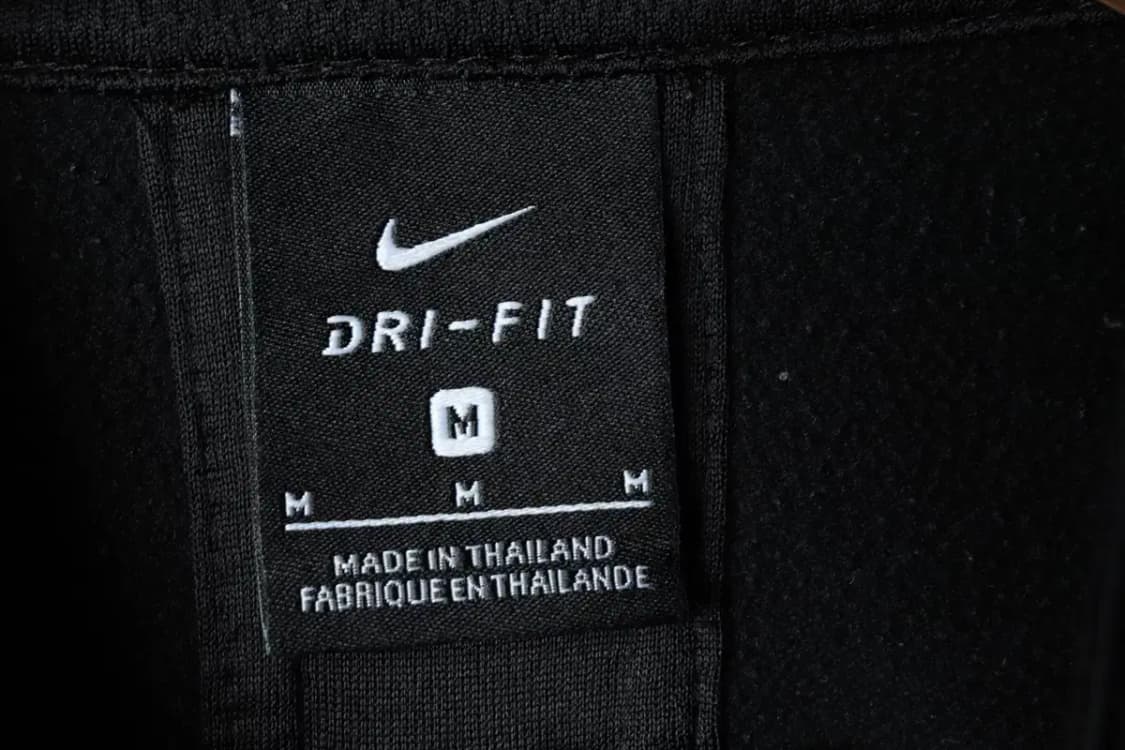 DRI-FIT
M
M M M
MADE IN THAILAND
FABRIQUE EN THAILANDE